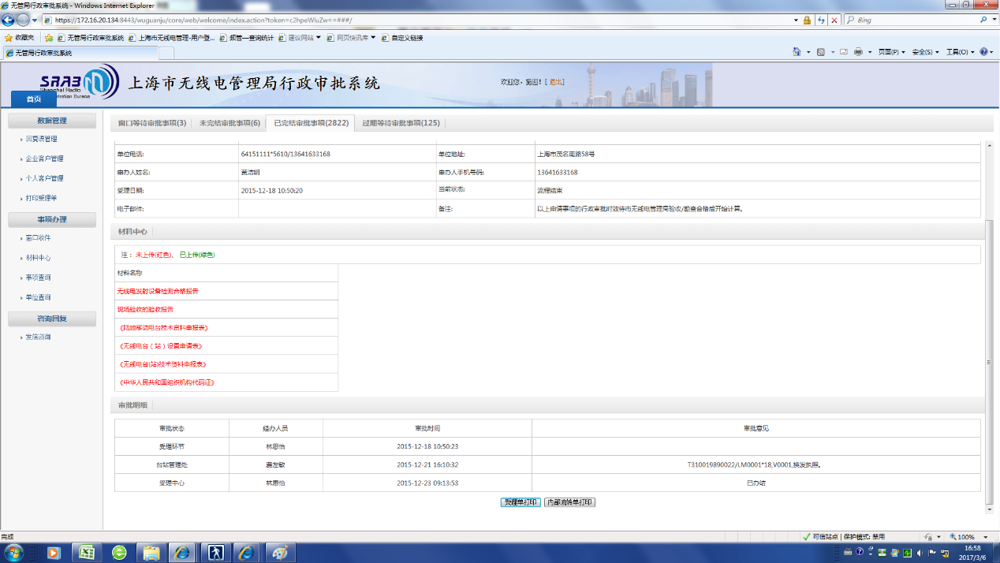 无管局行政审批系统 - Windows Internet Explorer
https://172.16.20.134:8443/wuguanju/core/web/welcome/index.action?token=c2hpeWluZw==###/
Bing
收藏夹 无管局行政审批系统 上海市无线电管理-用户登... 频管一查询统计 建议网站 网页快讯库 自定义链接
无管局行政审批系统
页面(P) 安全(S) 工具(O)
SRAB
Shanghai Radio
tration Bureau
上海市无线电管理局行政审批系统
欢迎您, ! [ 退出]
首页
数据管理
回复语管理
企业客户管理
个人客户管理
打印受理单
事项办理
窗口收件
材料中心
事项查询
单位查询
咨询回复
发信咨询
窗口等待审批事项(3) 未完结审批事项(6) 已完结审批事项(2822) 过期等待审批事项(125)
单位电话: 64151111*5610/13641633168 单位地址: 上海市茂名南路58号
申办人姓名: 洁明 申办人手机号码: 13641633168
受理日期: 2015-12-18 10:50:20 当前状态: 流程结束
电子邮件: 备注: 以上申请事项的行政审批时效待市无线电管理局验收/勘查合格后开始计算。
材料中心
注: 未上传(红色)、 已上传(绿色)
材料名称
无线电发射设备检测合格报告
现场验收的验收报告
《陆地移动电台技术资料申报表》
《无线电台(站)设置申请表》
《无线电台(站)技术资料申报表》
《中华人民共和国组织机构代码证》
审批明细
审批状态 经办人员 审批时间 审批意见
受理环节 林思怡 2015-12-18 10:50:23
台站管理处 龚左敏 2015-12-21 16:10:32 T310019890022/LM0001*18,V0001,换发执照。
受理中心 林思怡 2015-12-23 09:13:53 已办结
受理单打印 内部流转单打印
完成
可信站点 | 保护模式: 禁用
100%
16:58
2017/3/6